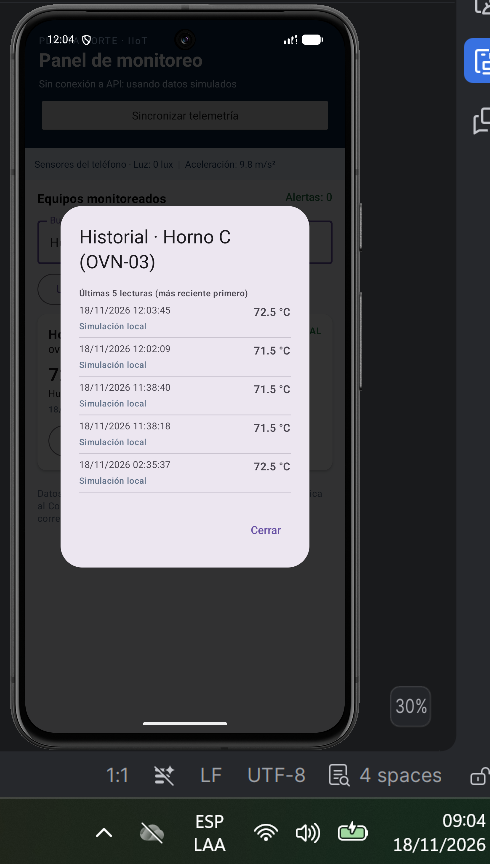 12:04
PORTE · IIoT
Panel de monitoreo
Sin conexión a API: usando datos simulados
Sincronizar telemetría
Sensores del teléfono · Luz: 0 lux | Aceleración: 9.8 m/s²
Equipos monitoreados
Alertas: 0
Historial · Horno C
(OVN-03)
Últimas 5 lecturas (más reciente primero)
18/11/2026 12:03:45
72.5 °C
Simulación local
18/11/2026 12:02:09
71.5 °C
Simulación local
18/11/2026 11:38:40
71.5 °C
Simulación local
18/11/2026 11:38:18
71.5 °C
Simulación local
18/11/2026 02:35:37
72.5 °C
Simulación local
Cerrar
30%
1:1
LF
UTF-8
4 spaces
ESP
LAA
09:04
18/11/2026